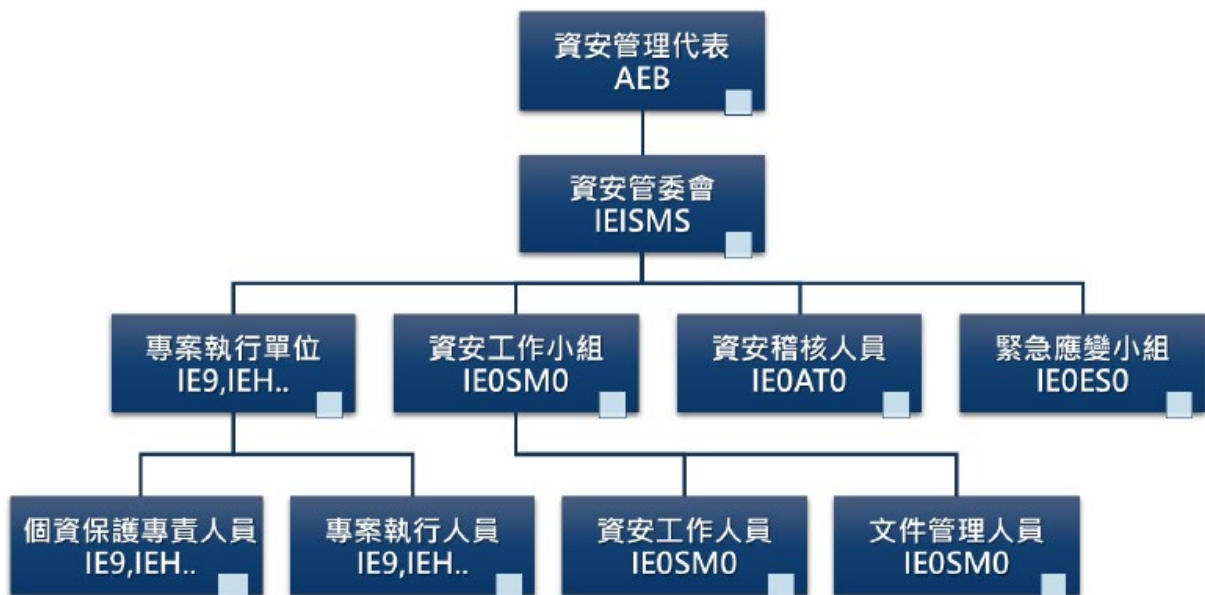 資安管理代表
AEB
資安管委會
IEISMS
專案執行單位
IE9,IEH..
資安工作小組
IE0SM0
資安稽核人員
IE0AT0
緊急應變小組
IE0ES0
個資保護專責人員
IE9,IEH..
專案執行人員
IE9,IEH..
資安工作人員
IE0SM0
文件管理人員
IE0SM0